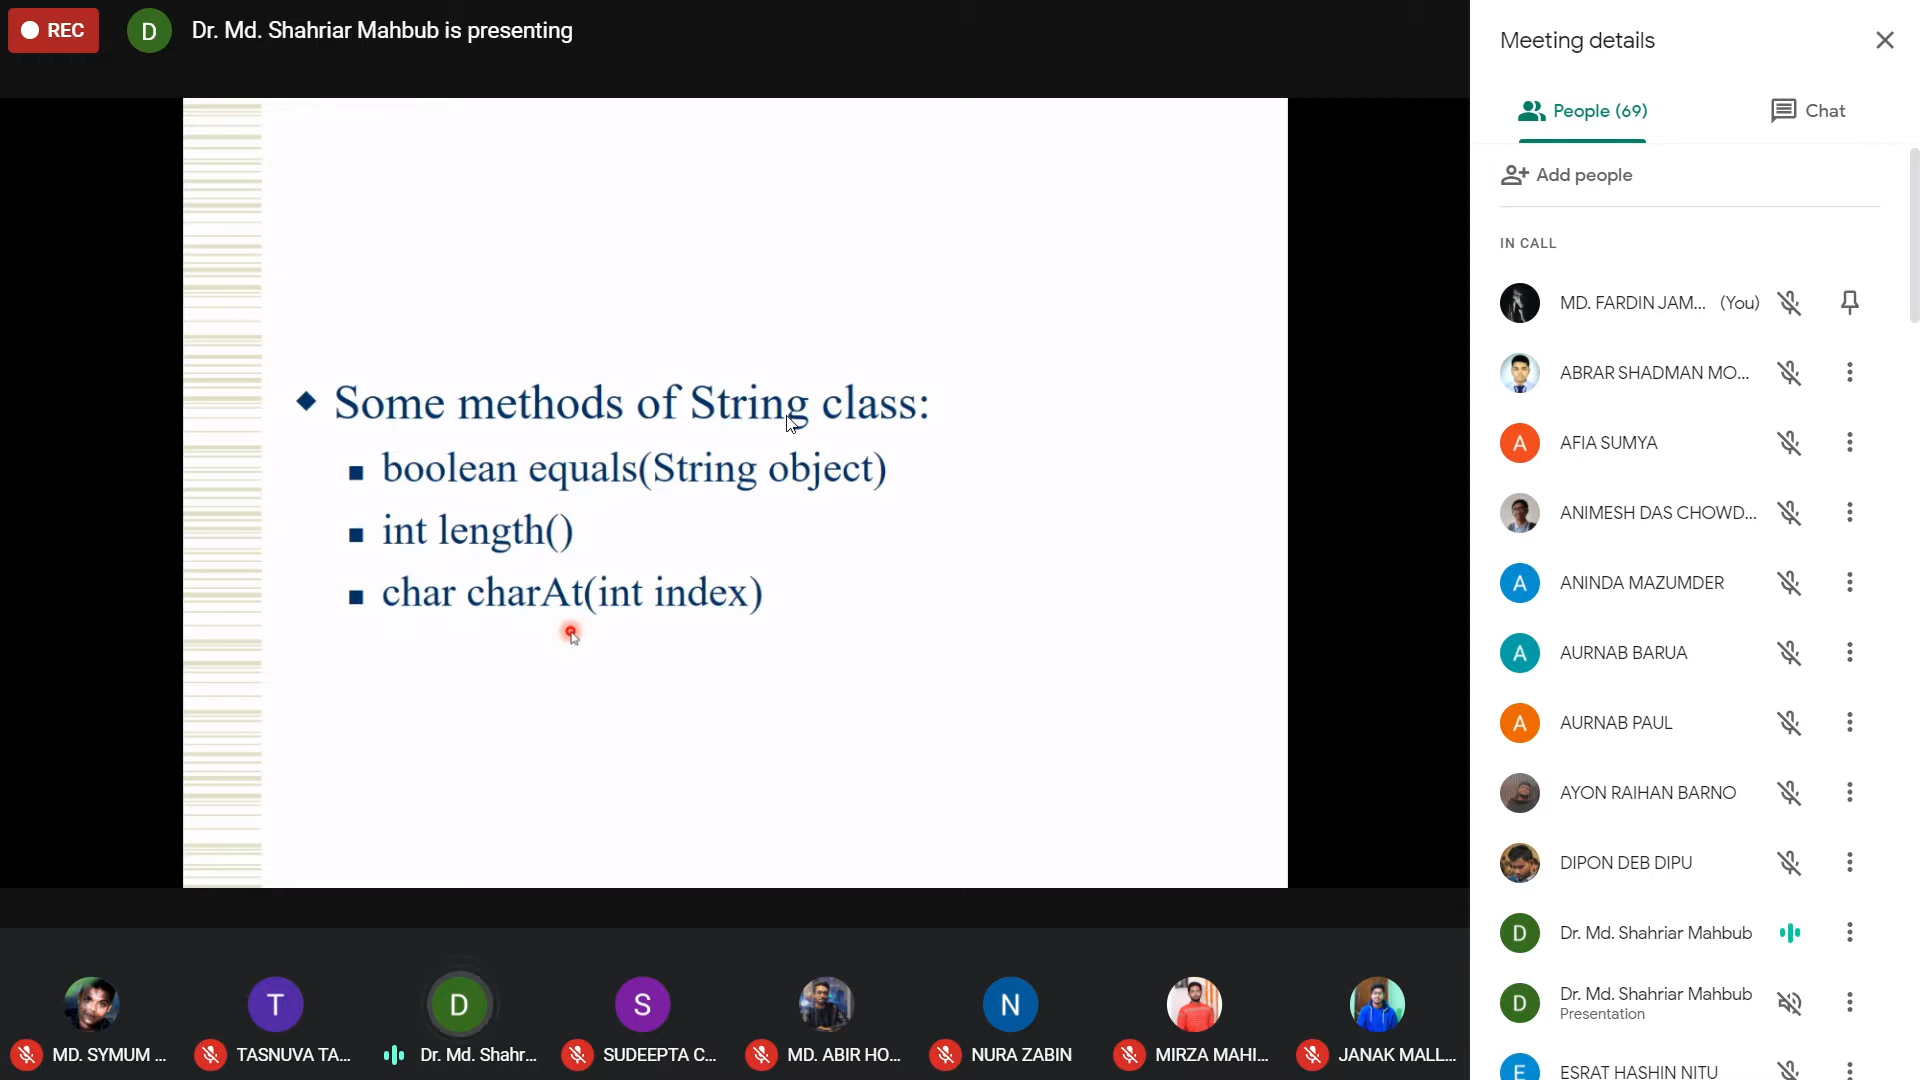 REC
D
Dr. Md. Shahriar Mahbub is presenting
Some methods of String class:
boolean equals(String object)
int length()
char charAt(int index)
MD. SYMUM ...
T
TASNUVA TA...
D
Dr. Md. Shahr...
S
SUDEEPTA C...
MD. ABIR HO...
N
NURA ZABIN
MIRZA MAHI...
JANAK MALL...
Meeting details
People (69)
Chat
Add people
IN CALL
MD. FARDIN JAM... (You)
ABRAR SHADMAN MO...
A
AFIA SUMYA
ANIMESH DAS CHOWD...
A
ANINDA MAZUMDER
A
AURNAB BARUA
A
AURNAB PAUL
AYON RAIHAN BARNO
DIPON DEB DIPU
D
Dr. Md. Shahriar Mahbub
D
Dr. Md. Shahriar Mahbub
Presentation
E
ESRAT HASHIN NITU